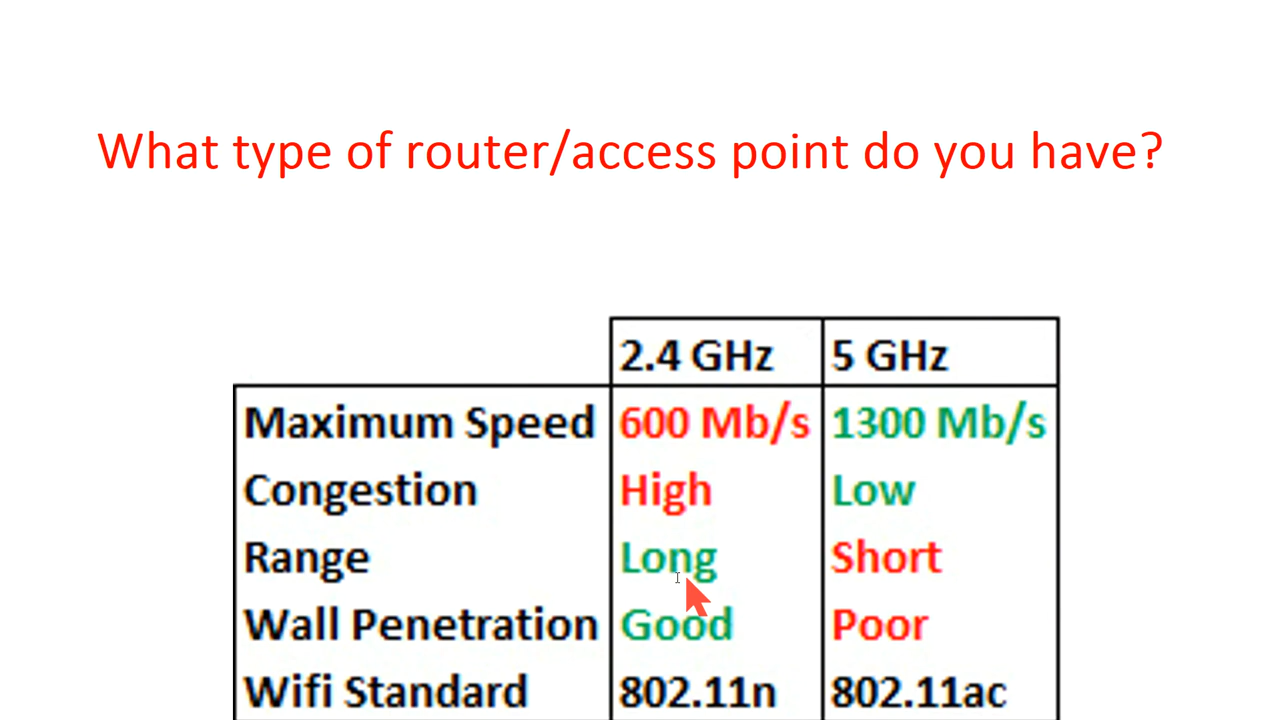 What type of router/access point do you have?
2.4 GHz 5 GHz
Maximum Speed 600 Mb/s 1300 Mb/s
Congestion High Low
Range Long Short
Wall Penetration Good Poor
Wifi Standard 802.11n 802.11ac